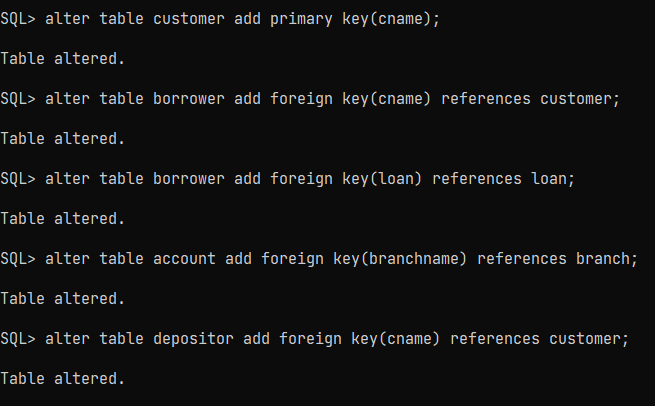 SQL> alter table customer add primary key(cname);
Table altered.
SQL> alter table borrower add foreign key(cname) references customer;
Table altered.
SQL> alter table borrower add foreign key(loan) references loan;
Table altered.
SQL> alter table account add foreign key(branchname) references branch;
Table altered.
SQL> alter table depositor add foreign key(cname) references customer;
Table altered.